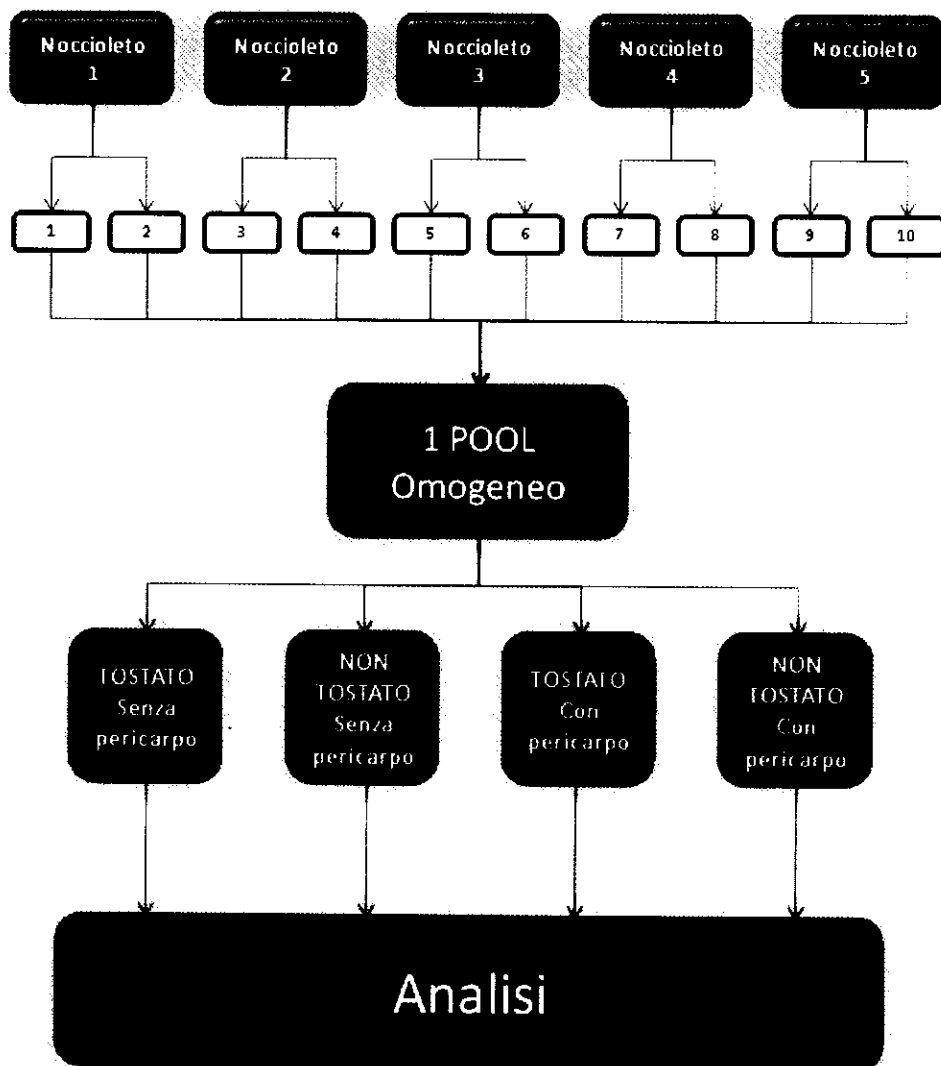 Noccioleto
1
Noccioleto
2
Noccioleto
3
Noccioleto
4
Noccioleto
5
1
2
3
4
5
6
7
8
9
10
1 POOL
Omogeneo
TOSTATO
Senza
pericarpo
NON
TOSTATO
Senza
pericarpo
TOSTATO
Con
pericarpo
NON
TOSTATO
Con
pericarpo
Analisi